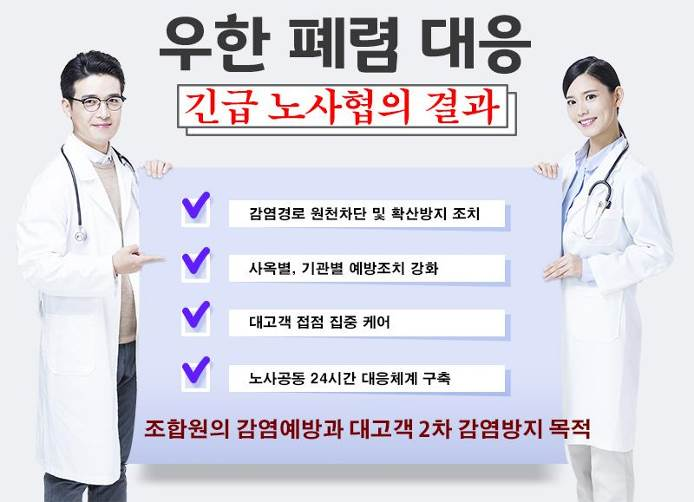 우한 폐렴 대응
긴급 노사협의 결과
감염경로 원천차단 및 확산방지 조치
사옥별, 기관별 예방조치 강화
대고객 접점 집중 케어
노사공동 24시간 대응체계 구축
조합원의 감염예방과 대고객 2차 감염방지 목적